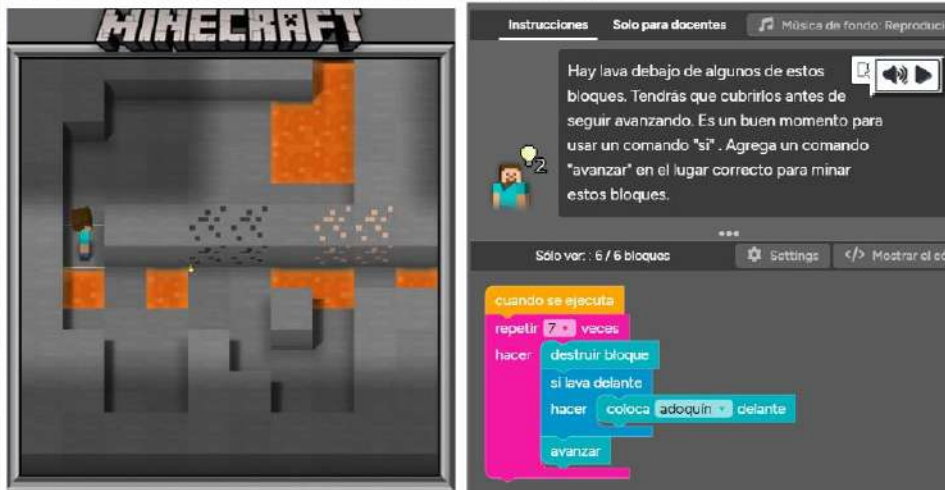 MINECRAFT
Instrucciones
Solo para docentes
Música de fondo: Reproduci
Hay lava debajo de algunos de estos
bloques. Tendrás que cubrirlos antes de
seguir avanzando. Es un buen momento para
usar un comando "si" . Agrega un comando
"avanzar" en el lugar correcto para minar
estos bloques.
2
Sólo ver: : 6 / 6 bloques
Settings
</> Mostrar el có
cuando se ejecuta
repetir 7 veces
hacer destruir bloque
si lava delante
hacer coloca adoquín delante
avanzar